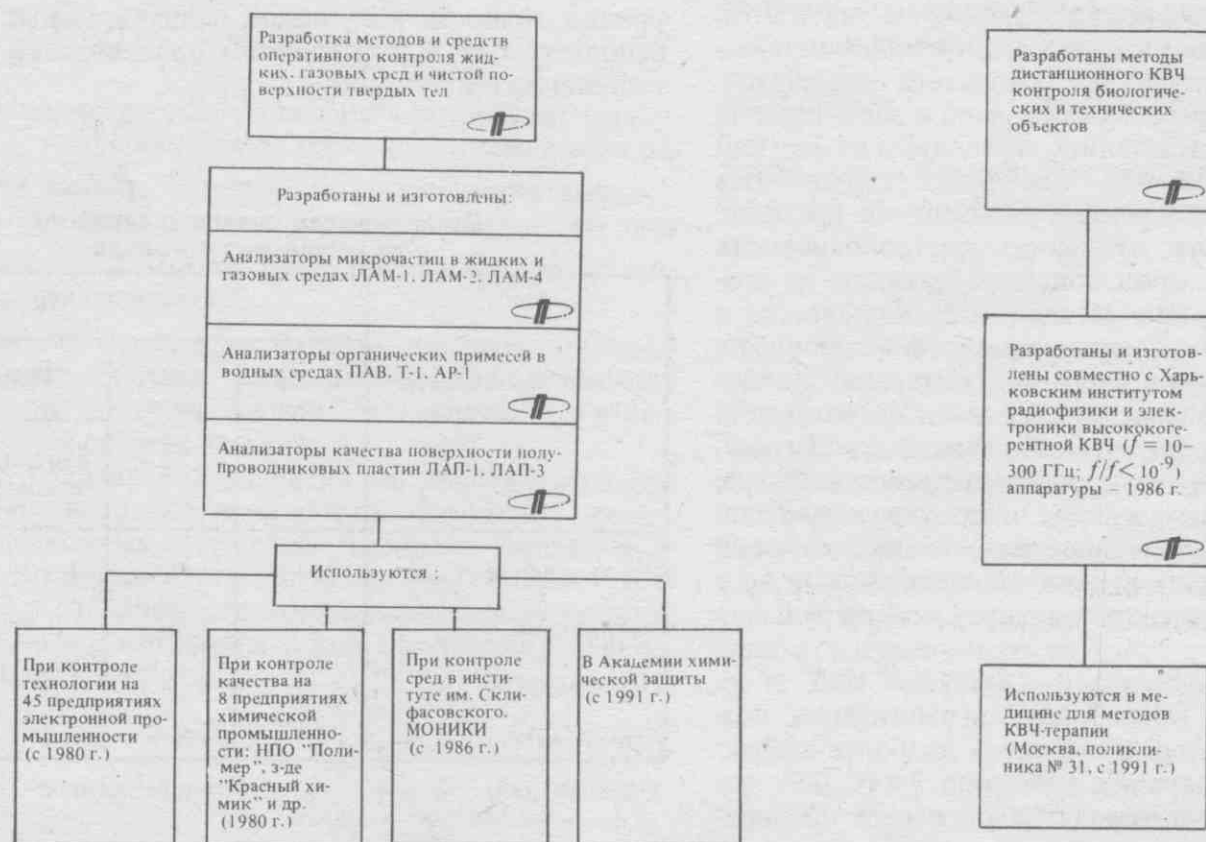 Разработка методов и средств
оперативного контроля жид-
ких, газовых сред и чистой по-
верхности твердых тел
Разработаны и изготовлены:
Анализаторы микрочастиц в жидких и
газовых средах ЛАМ-1, ЛАМ-2, ЛАМ-4
Анализаторы органических примесей в
водных средах ПАВ, Т-1, АР-1
Анализаторы качества поверхности полу-
проводниковых пластин ЛАП-1, ЛАП-3
Используются :
При контроле
технологии на
45 предприятиях
электронной про-
мышленности
(с 1980 г.)
При контроле
качества на
8 предприятиях
химической
промышленно-
сти: НПО "Поли-
мер", з-де
"Красный хи-
мик" и др.
(1980 г.)
При контроле
сред в инсти-
туте им. Скли-
фасовского,
МОНИКИ
(с 1986 г.)
В Академии хими-
ческой защиты
(с 1991 г.)
Разработаны методы
дистанционного КВЧ
контроля биологиче-
ских и технических
объектов
Разработаны и изготов-
лены совместно с Харь-
ковским институтом
радиофизики и элек-
троники высококоге-
рентной КВЧ (f = 10–
300 ГГц; f/f < 10⁻⁹)
аппаратуры – 1986 г.
Используются в ме-
дицине для методов
КВЧ-терапии
(Москва, поликли-
ника № 31, с 1991 г.)